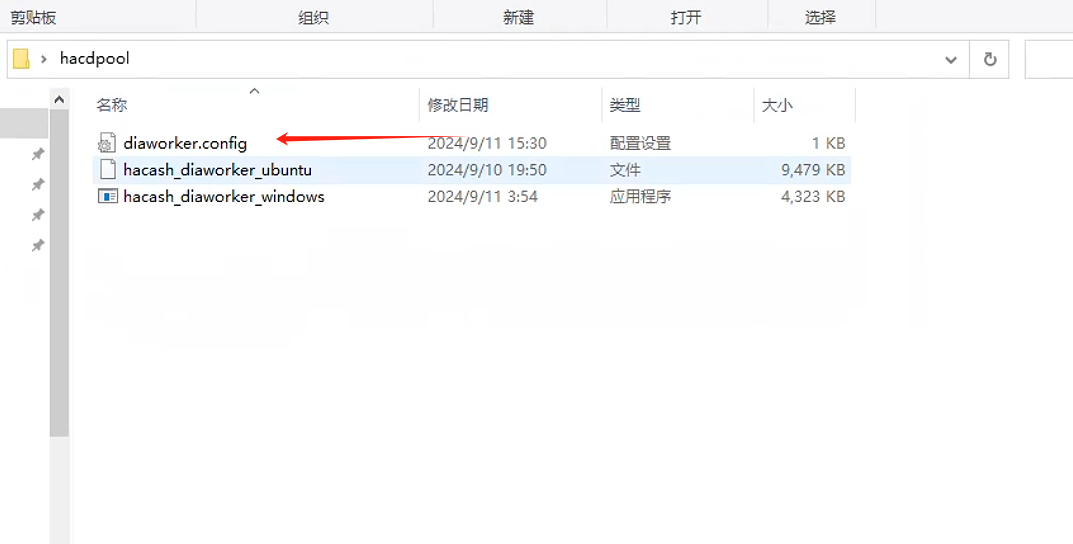 剪贴板 组织 新建 打开 选择
hacdpool
名称 修改日期 类型 大小
diaworker.config 2024/9/11 15:30 配置设置 1 KB
hacash_diaworker_ubuntu 2024/9/10 19:50 文件 9,479 KB
hacash_diaworker_windows 2024/9/11 3:54 应用程序 4,323 KB